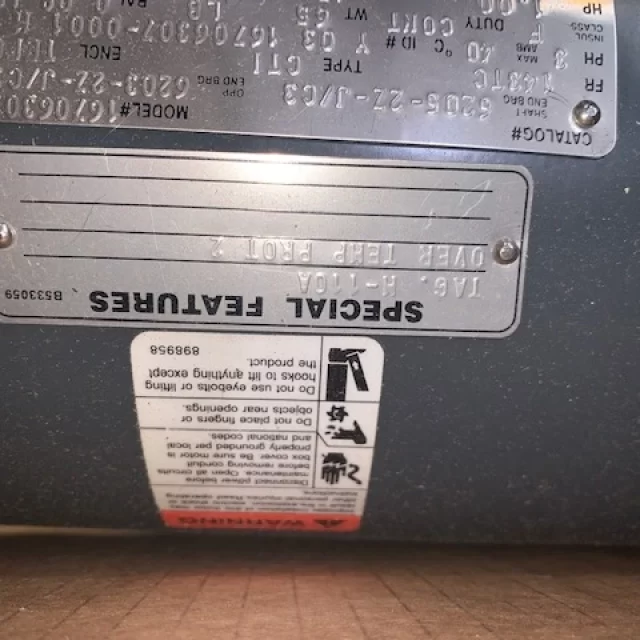 WARNING
Disconnect power before
maintenance. Open all circuits
before removing conduit
box cover. Be sure motor is
properly grounded per local
and national codes.
Do not place fingers or
objects near openings.
Do not use eyebolts or lifting
hooks to lift anything except
the product.
898958
SPECIAL FEATURES B533059
TAG. H-110A
OVER TEMP PROT 2
CATALOG# MODEL#
SHAFT END BRG 6205-2Z-J/C3 OPP END BRG 6203-2Z-J/C3
FR 143TC TYPE CTI ENCL
PH 3 MAX AMB 40 °C ID# Y 03 16706307-0001 R
INSUL CLASS F DUTY CONT WT 65 LB BAL
HP